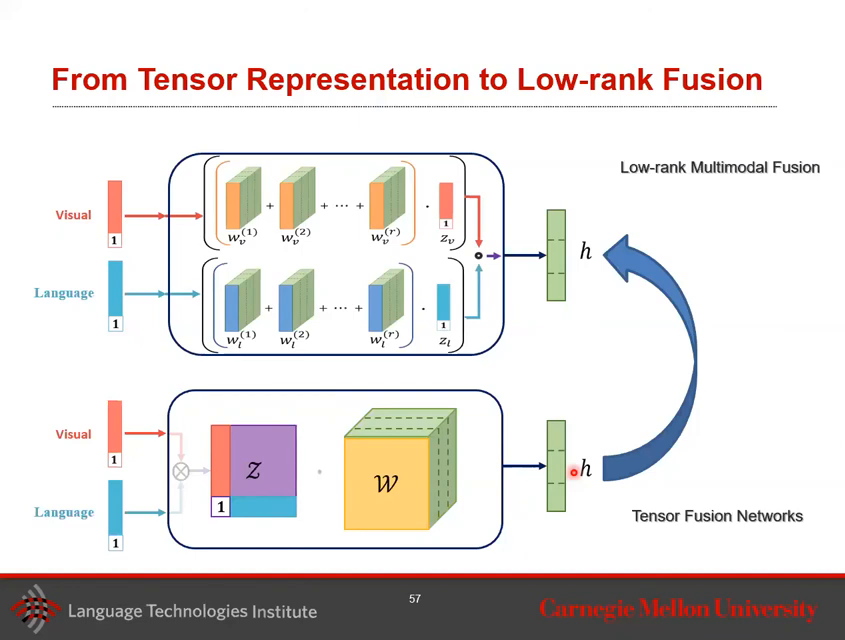 From Tensor Representation to Low-rank Fusion
Low-rank Multimodal Fusion
Visual
1
w_v^(1) + w_v^(2) + ⋯ + w_v^(r) · 1 z_v
Language
1
w_l^(1) + w_l^(2) + ⋯ + w_l^(r) · 1 z_l
h
Visual
1
Language
1
⊗
𝒵
1
·
𝒲
h
Tensor Fusion Networks
Language Technologies Institute
57
Carnegie Mellon University